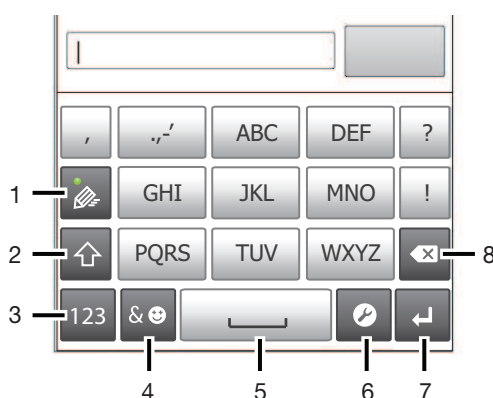 , .,-’ ABC DEF ?
1 GHI JKL MNO !
2 PQRS TUV WXYZ 8
3 123 &
4 5 6 7